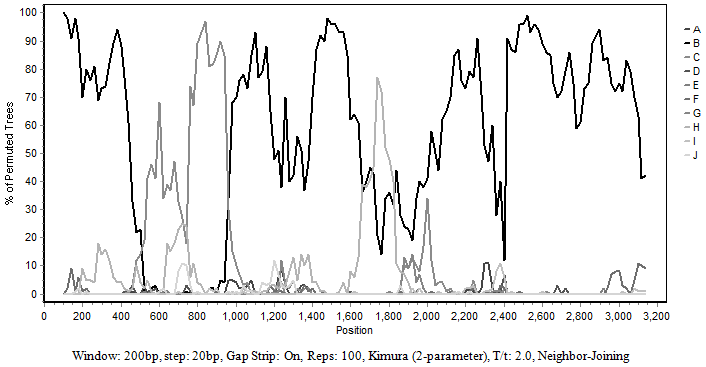 100
90
80
70
60
50
40
30
20
10
0
% of Permuted Trees
0 200 400 600 800 1,000 1,200 1,400 1,600 1,800 2,000 2,200 2,400 2,600 2,800 3,000 3,200
Position
A
B
C
D
E
F
G
H
I
J
Window: 200bp, step: 20bp, Gap Strip: On, Reps: 100, Kimura (2-parameter), T/t: 2.0, Neighbor-Joining